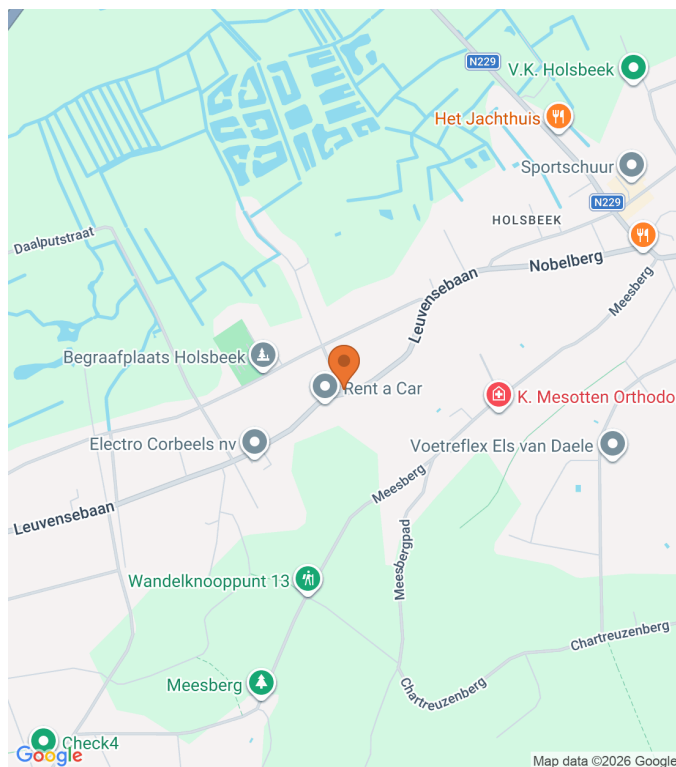 N229
V.K. Holsbeek
Het Jachthuis
Sportschuur
N229
HOLSBEEK
Daalputstraat
Nobelberg
Leuvensebaan
Meesberg
Begraafplaats Holsbeek
Rent a Car
K. Mesotten Orthodo
Electro Corbeels nv
Voetreflex Els van Daele
Meesberg
Leuvensebaan
Meesbergpad
Wandelknooppunt 13
Chartreuzenberg
Meesberg
Chartreuzenberg
Check4
Google
Map data ©2026 Google